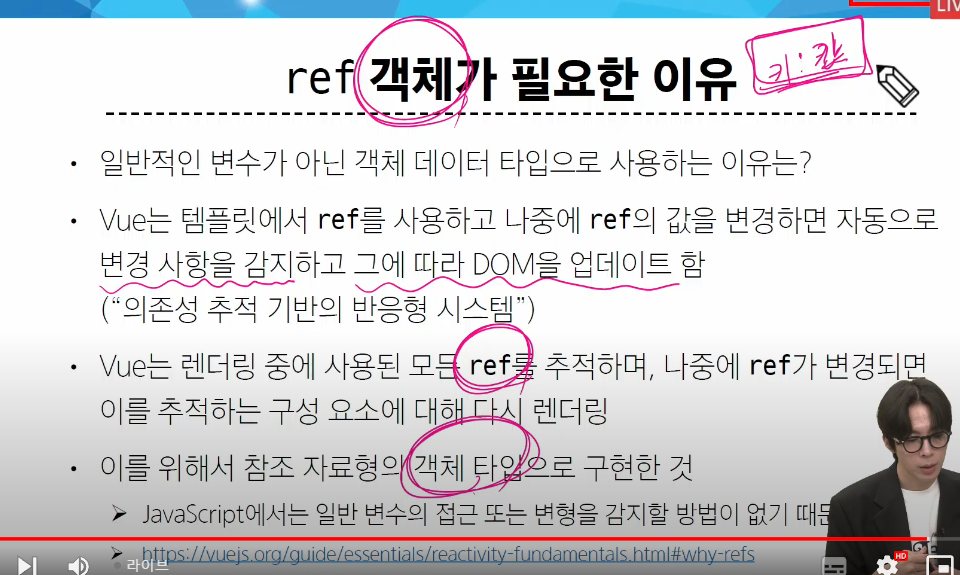 LIV
ref 객체가 필요한 이유
키 : 값
• 일반적인 변수가 아닌 객체 데이터 타입으로 사용하는 이유는?
• Vue는 템플릿에서 ref를 사용하고 나중에 ref의 값을 변경하면 자동으로
변경 사항을 감지하고 그에 따라 DOM을 업데이트 함
(“의존성 추적 기반의 반응형 시스템”)
• Vue는 렌더링 중에 사용된 모든 ref를 추적하며, 나중에 ref가 변경되면
이를 추적하는 구성 요소에 대해 다시 렌더링
• 이를 위해서 참조 자료형의 객체 타입으로 구현한 것
➢ JavaScript에서는 일반 변수의 접근 또는 변형을 감지할 방법이 없기 때문
➢ https://vuejs.org/guide/essentials/reactivity-fundamentals.html#why-refs
라이브
HD